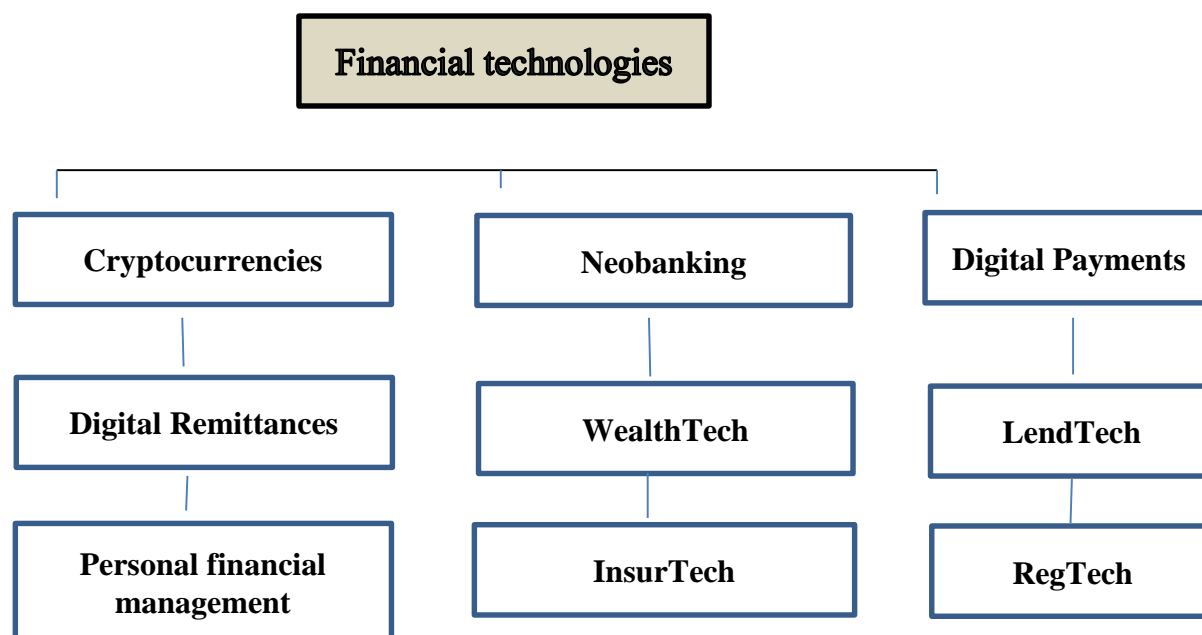 Financial technologies
Cryptocurrencies
Neobanking
Digital Payments
Digital Remittances
WealthTech
LendTech
Personal financial
management
InsurTech
RegTech